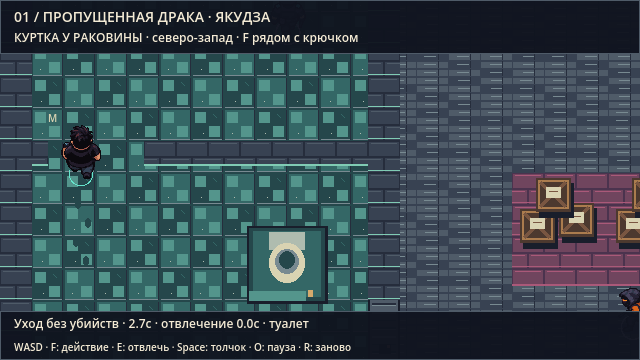 01 / ПРОПУЩЕННАЯ ДРАКА · ЯКУДЗА
КУРТКА У РАКОВИНЫ · северо-запад · F рядом с крючком
М
Уход без убийств · 2.7с · отвлечение 0.0с · туалет
WASD · F: действие · E: отвлечь · Space: толчок · O: пауза · R: заново